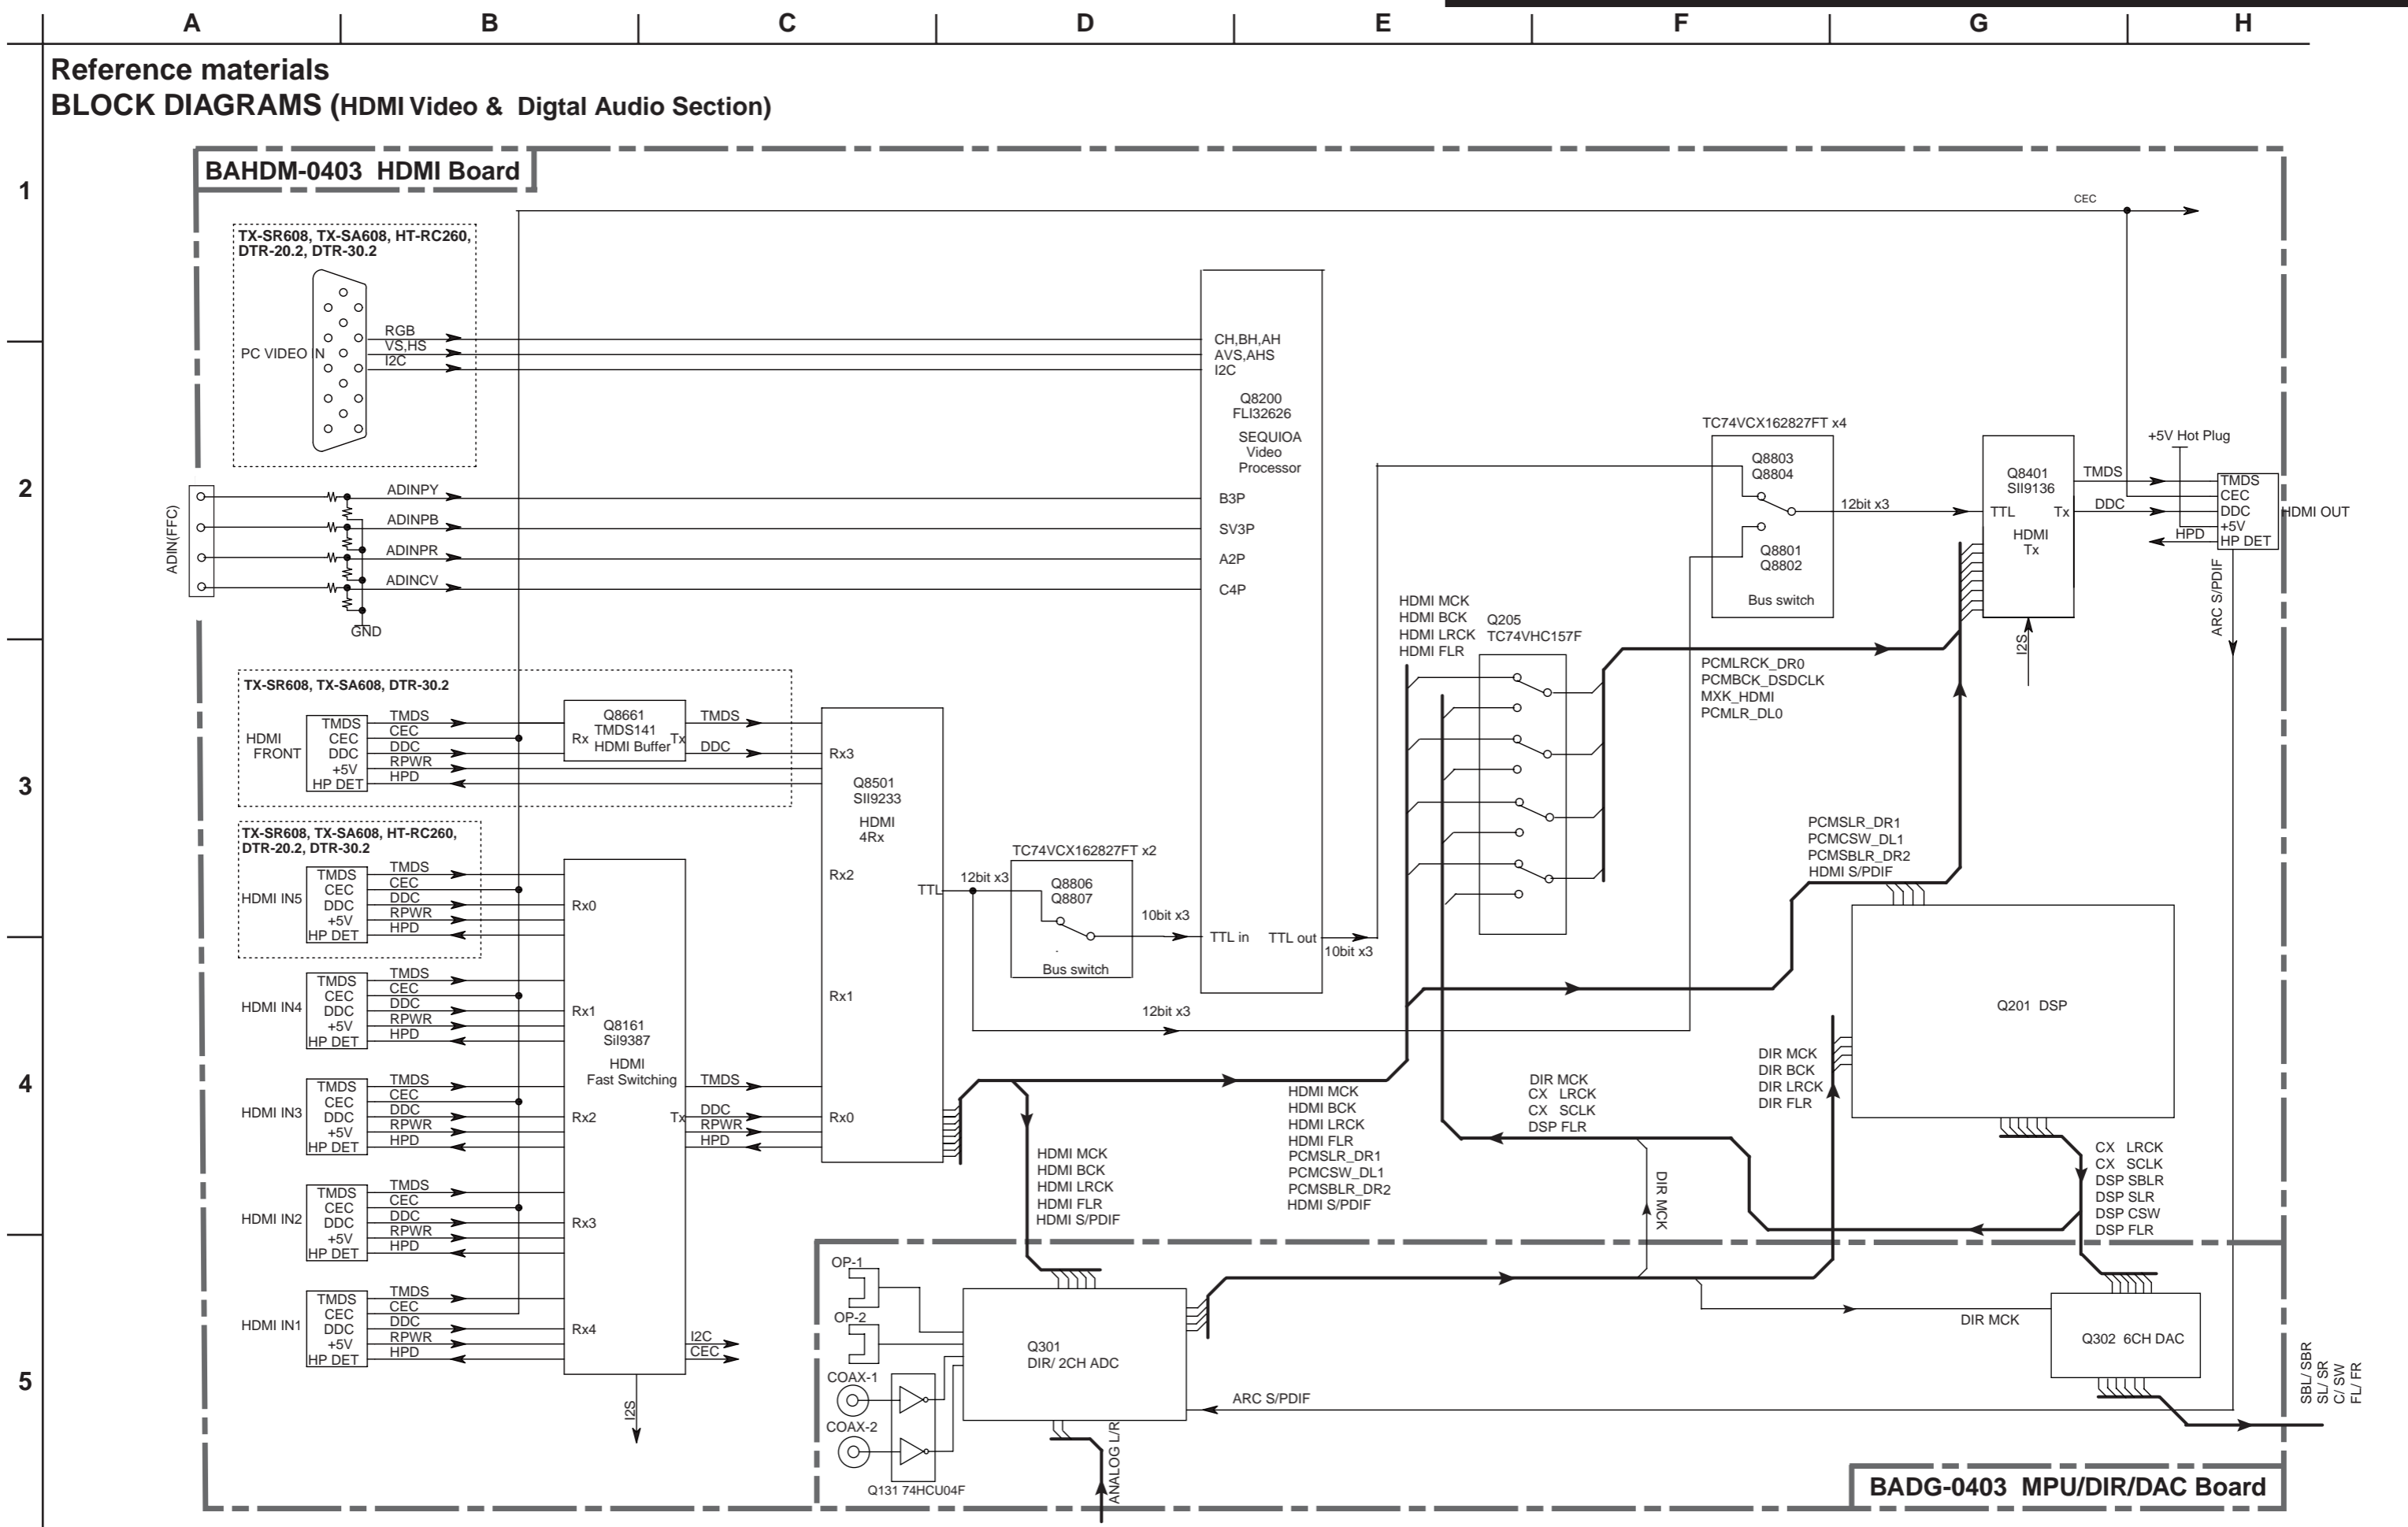 A B C D E F G H
Reference materials
BLOCK DIAGRAMS (HDMI Video & Digtal Audio Section)
1
2
3
4
5
BAHDM-0403 HDMI Board
CEC
TX-SR608, TX-SA608, HT-RC260,
DTR-20.2, DTR-30.2
PC VIDEO IN
RGB
VS,HS
I2C
CH,BH,AH
AVS,AHS
I2C
Q8200
FLI32626
SEQUIOA
Video
Processor
B3P
SV3P
A2P
C4P
TTL in
TTL out
10bit x3
ADIN(FFC)
ADINPY
ADINPB
ADINPR
ADINCV
GND
TC74VCX162827FT x4
Q8803
Q8804
Q8801
Q8802
Bus switch
12bit x3
Q8401
SII9136
TTL
Tx
HDMI
Tx
I2S
TMDS
DDC
+5V Hot Plug
TMDS
CEC
DDC
+5V
HP DET
HPD
HDMI OUT
ARC S/PDIF
HDMI MCK
HDMI BCK
HDMI LRCK
HDMI FLR
Q205
TC74VHC157F
PCMLRCK_DR0
PCMBCK_DSDCLK
MXK_HDMI
PCMLR_DL0
TX-SR608, TX-SA608, DTR-30.2
HDMI
FRONT
TMDS
CEC
DDC
+5V
HP DET
TMDS
CEC
DDC
RPWR
HPD
Q8661
TMDS141
HDMI Buffer
Rx
Tx
TMDS
DDC
Rx3
Q8501
SII9233
HDMI
4Rx
Rx2
TTL
Rx1
Rx0
TX-SR608, TX-SA608, HT-RC260,
DTR-20.2, DTR-30.2
HDMI IN5
TMDS
CEC
DDC
+5V
HP DET
TMDS
CEC
DDC
RPWR
HPD
Rx0
TC74VCX162827FT x2
12bit x3
Q8806
Q8807
Bus switch
10bit x3
12bit x3
PCMSLR_DR1
PCMCSW_DL1
PCMSBLR_DR2
HDMI S/PDIF
Q201 DSP
HDMI IN4
TMDS
CEC
DDC
+5V
HP DET
TMDS
CEC
DDC
RPWR
HPD
Rx1
Q8161
SiI9387
HDMI
Fast Switching
HDMI IN3
TMDS
CEC
DDC
+5V
HP DET
TMDS
CEC
DDC
RPWR
HPD
Rx2
Tx
TMDS
DDC
RPWR
HPD
HDMI MCK
HDMI BCK
HDMI LRCK
HDMI FLR
HDMI S/PDIF
HDMI MCK
HDMI BCK
HDMI LRCK
HDMI FLR
PCMSLR_DR1
PCMCSW_DL1
PCMSBLR_DR2
HDMI S/PDIF
DIR MCK
CX LRCK
CX SCLK
DSP FLR
DIR MCK
DIR MCK
DIR BCK
DIR LRCK
DIR FLR
CX LRCK
CX SCLK
DSP SBLR
DSP SLR
DSP CSW
DSP FLR
HDMI IN2
TMDS
CEC
DDC
+5V
HP DET
TMDS
CEC
DDC
RPWR
HPD
Rx3
HDMI IN1
TMDS
CEC
DDC
+5V
HP DET
TMDS
CEC
DDC
RPWR
HPD
Rx4
I2C
CEC
I2S
OP-1
OP-2
COAX-1
COAX-2
Q131 74HCU04F
Q301
DIR/ 2CH ADC
ANALOG L/R
ARC S/PDIF
DIR MCK
Q302 6CH DAC
SBL/ SBR
SL/ SR
C/ SW
FL/ FR
BADG-0403 MPU/DIR/DAC Board